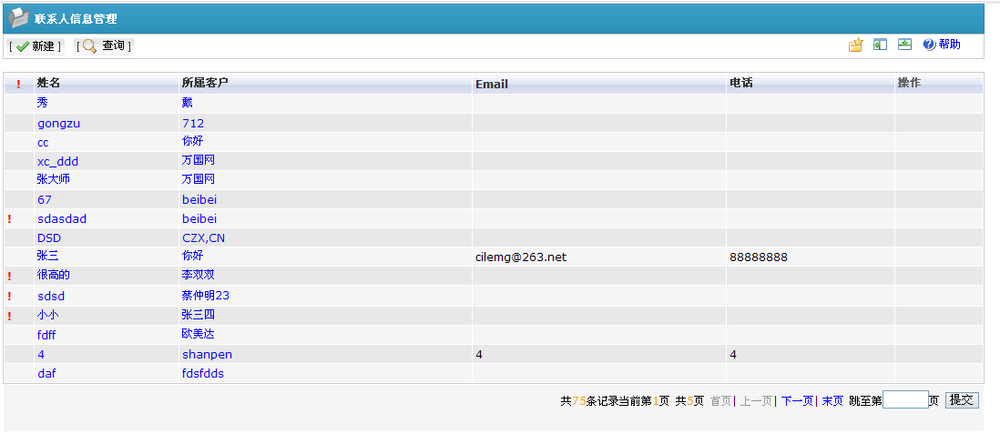 联系人信息管理
[ 新建 ] [ 查询 ] 帮助
! 姓名 所属客户 Email 电话 操作
秀 戴
gongzu 712
cc 你好
xc_ddd 万国网
张大师 万国网
67 beibei
! sdasdad beibei
DSD CZX,CN
张三 你好 cilemg@263.net 88888888
! 很高的 李双双
! sdsd 蔡仲明23
! 小小 张三四
fdff 欧美达
4 shanpen 4 4
daf fdsfdds
共75条记录当前第1页 共5页 首页| 上一页| 下一页| 末页 跳至第 页 提交